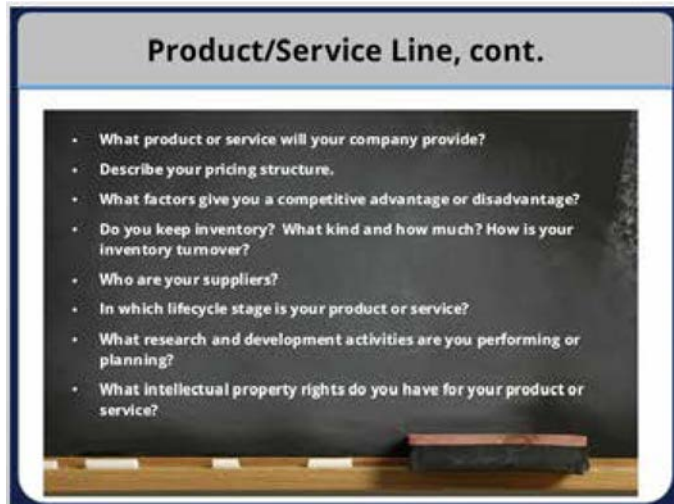 Product/Service Line, cont.
• What product or service will your company provide?
• Describe your pricing structure.
• What factors give you a competitive advantage or disadvantage?
• Do you keep inventory?  What kind and how much? How is your
inventory turnover?
• Who are your suppliers?
• In which lifecycle stage is your product or service?
• What research and development activities are you performing or
planning?
• What intellectual property rights do you have for your product or
service?